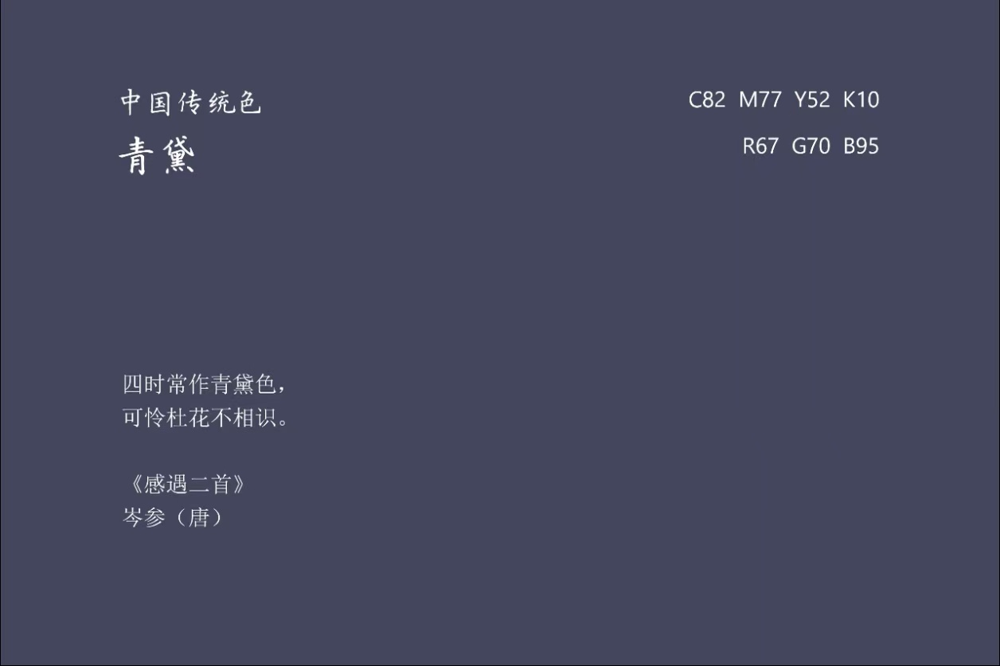 中国传统色
青黛
C82 M77 Y52 K10
R67 G70 B95
四时常作青黛色，
可怜杜花不相识。
《感遇二首》
岑参（唐）